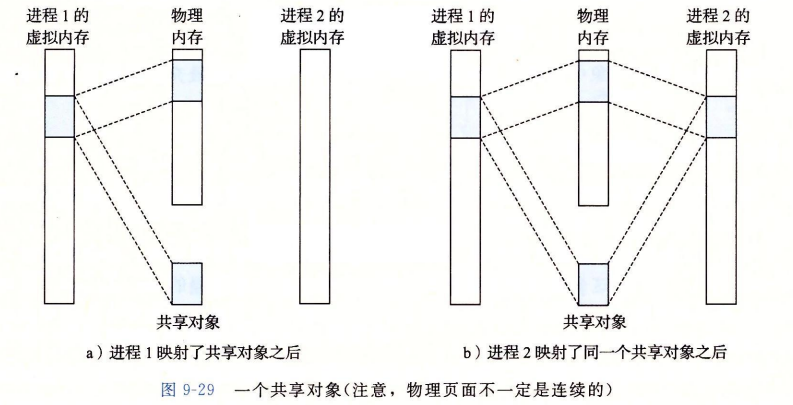 进程1的
虚拟内存
物理
内存
进程2的
虚拟内存
进程1的
虚拟内存
物理
内存
进程2的
虚拟内存
共享对象
共享对象
a）进程1映射了共享对象之后
b）进程2映射了同一个共享对象之后
图 9-29 一个共享对象(注意，物理页面不一定是连续的)